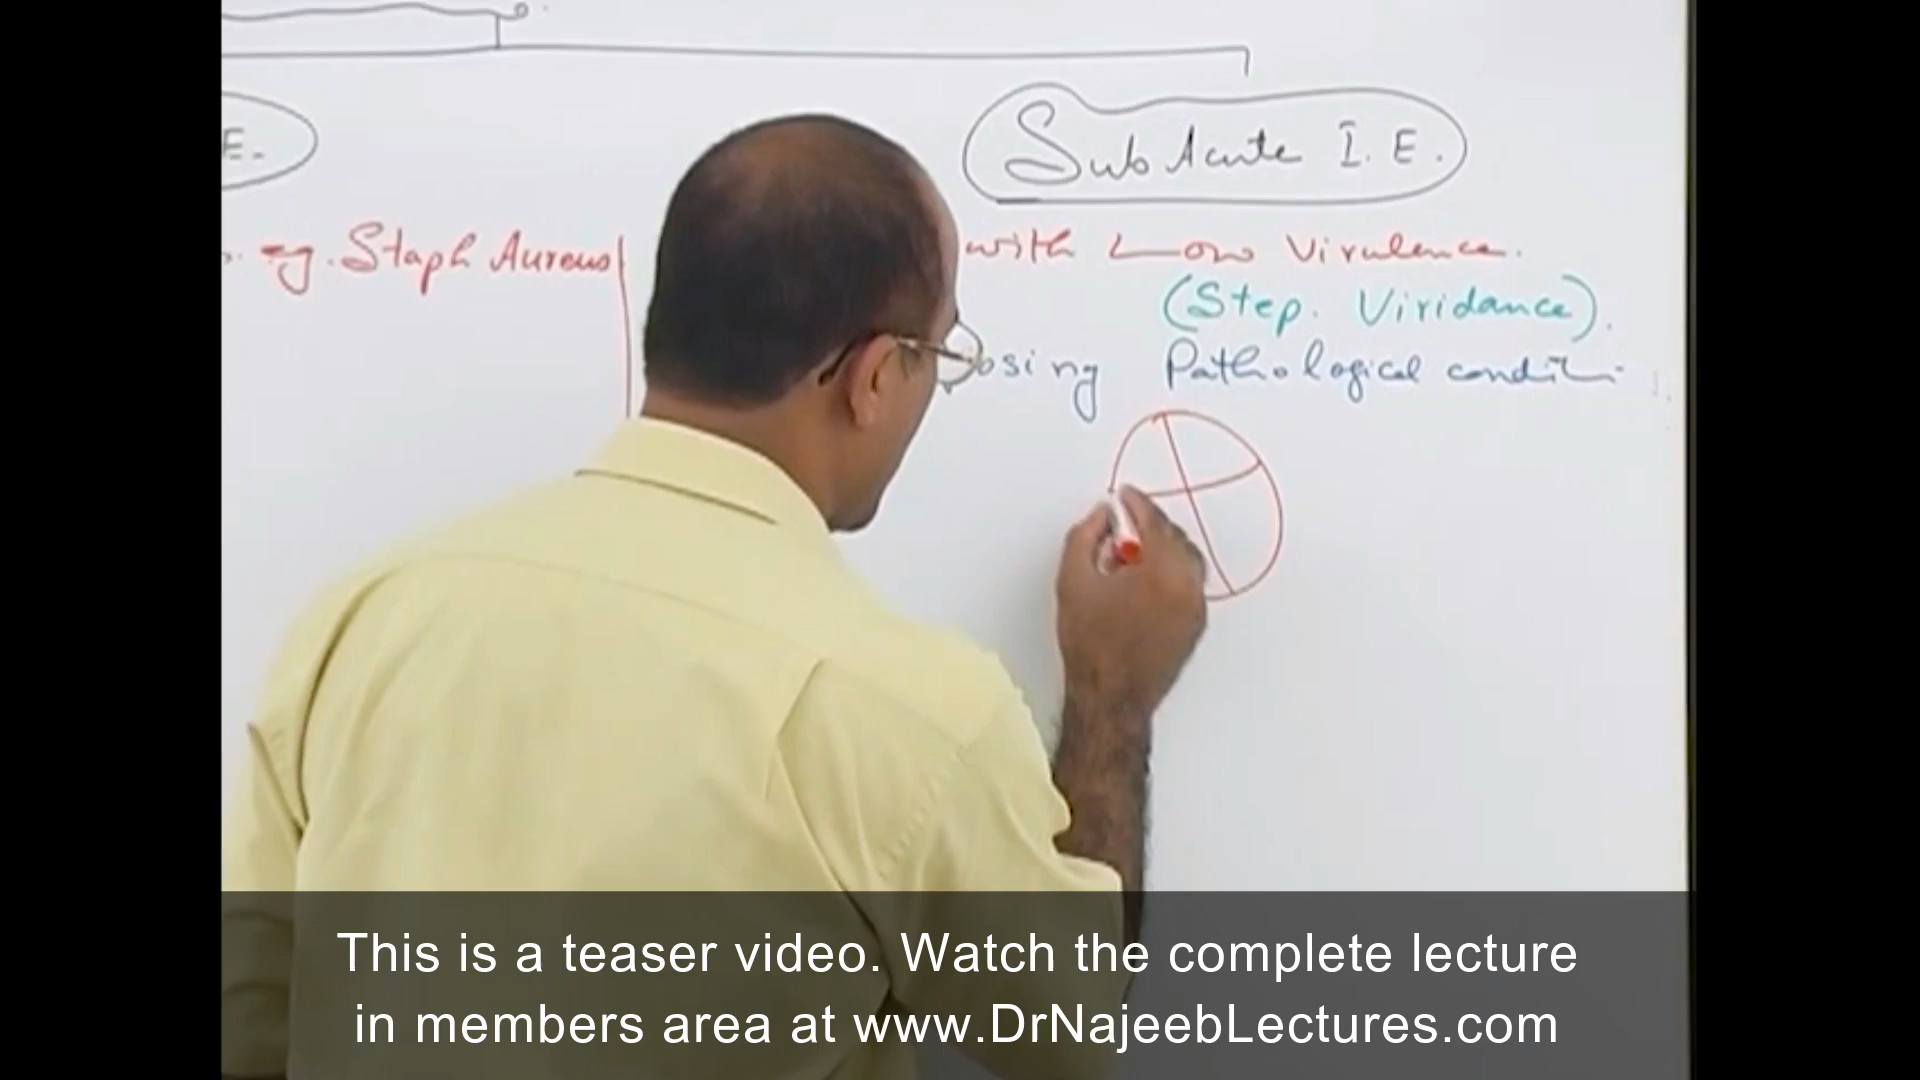 Sub Acute I.E.
E.
eg. Staph Aureus
with Low Virulence.
(Step. Viridance).
osing Pathological conditi
This is a teaser video. Watch the complete lecture
in members area at www.DrNajeebLectures.com